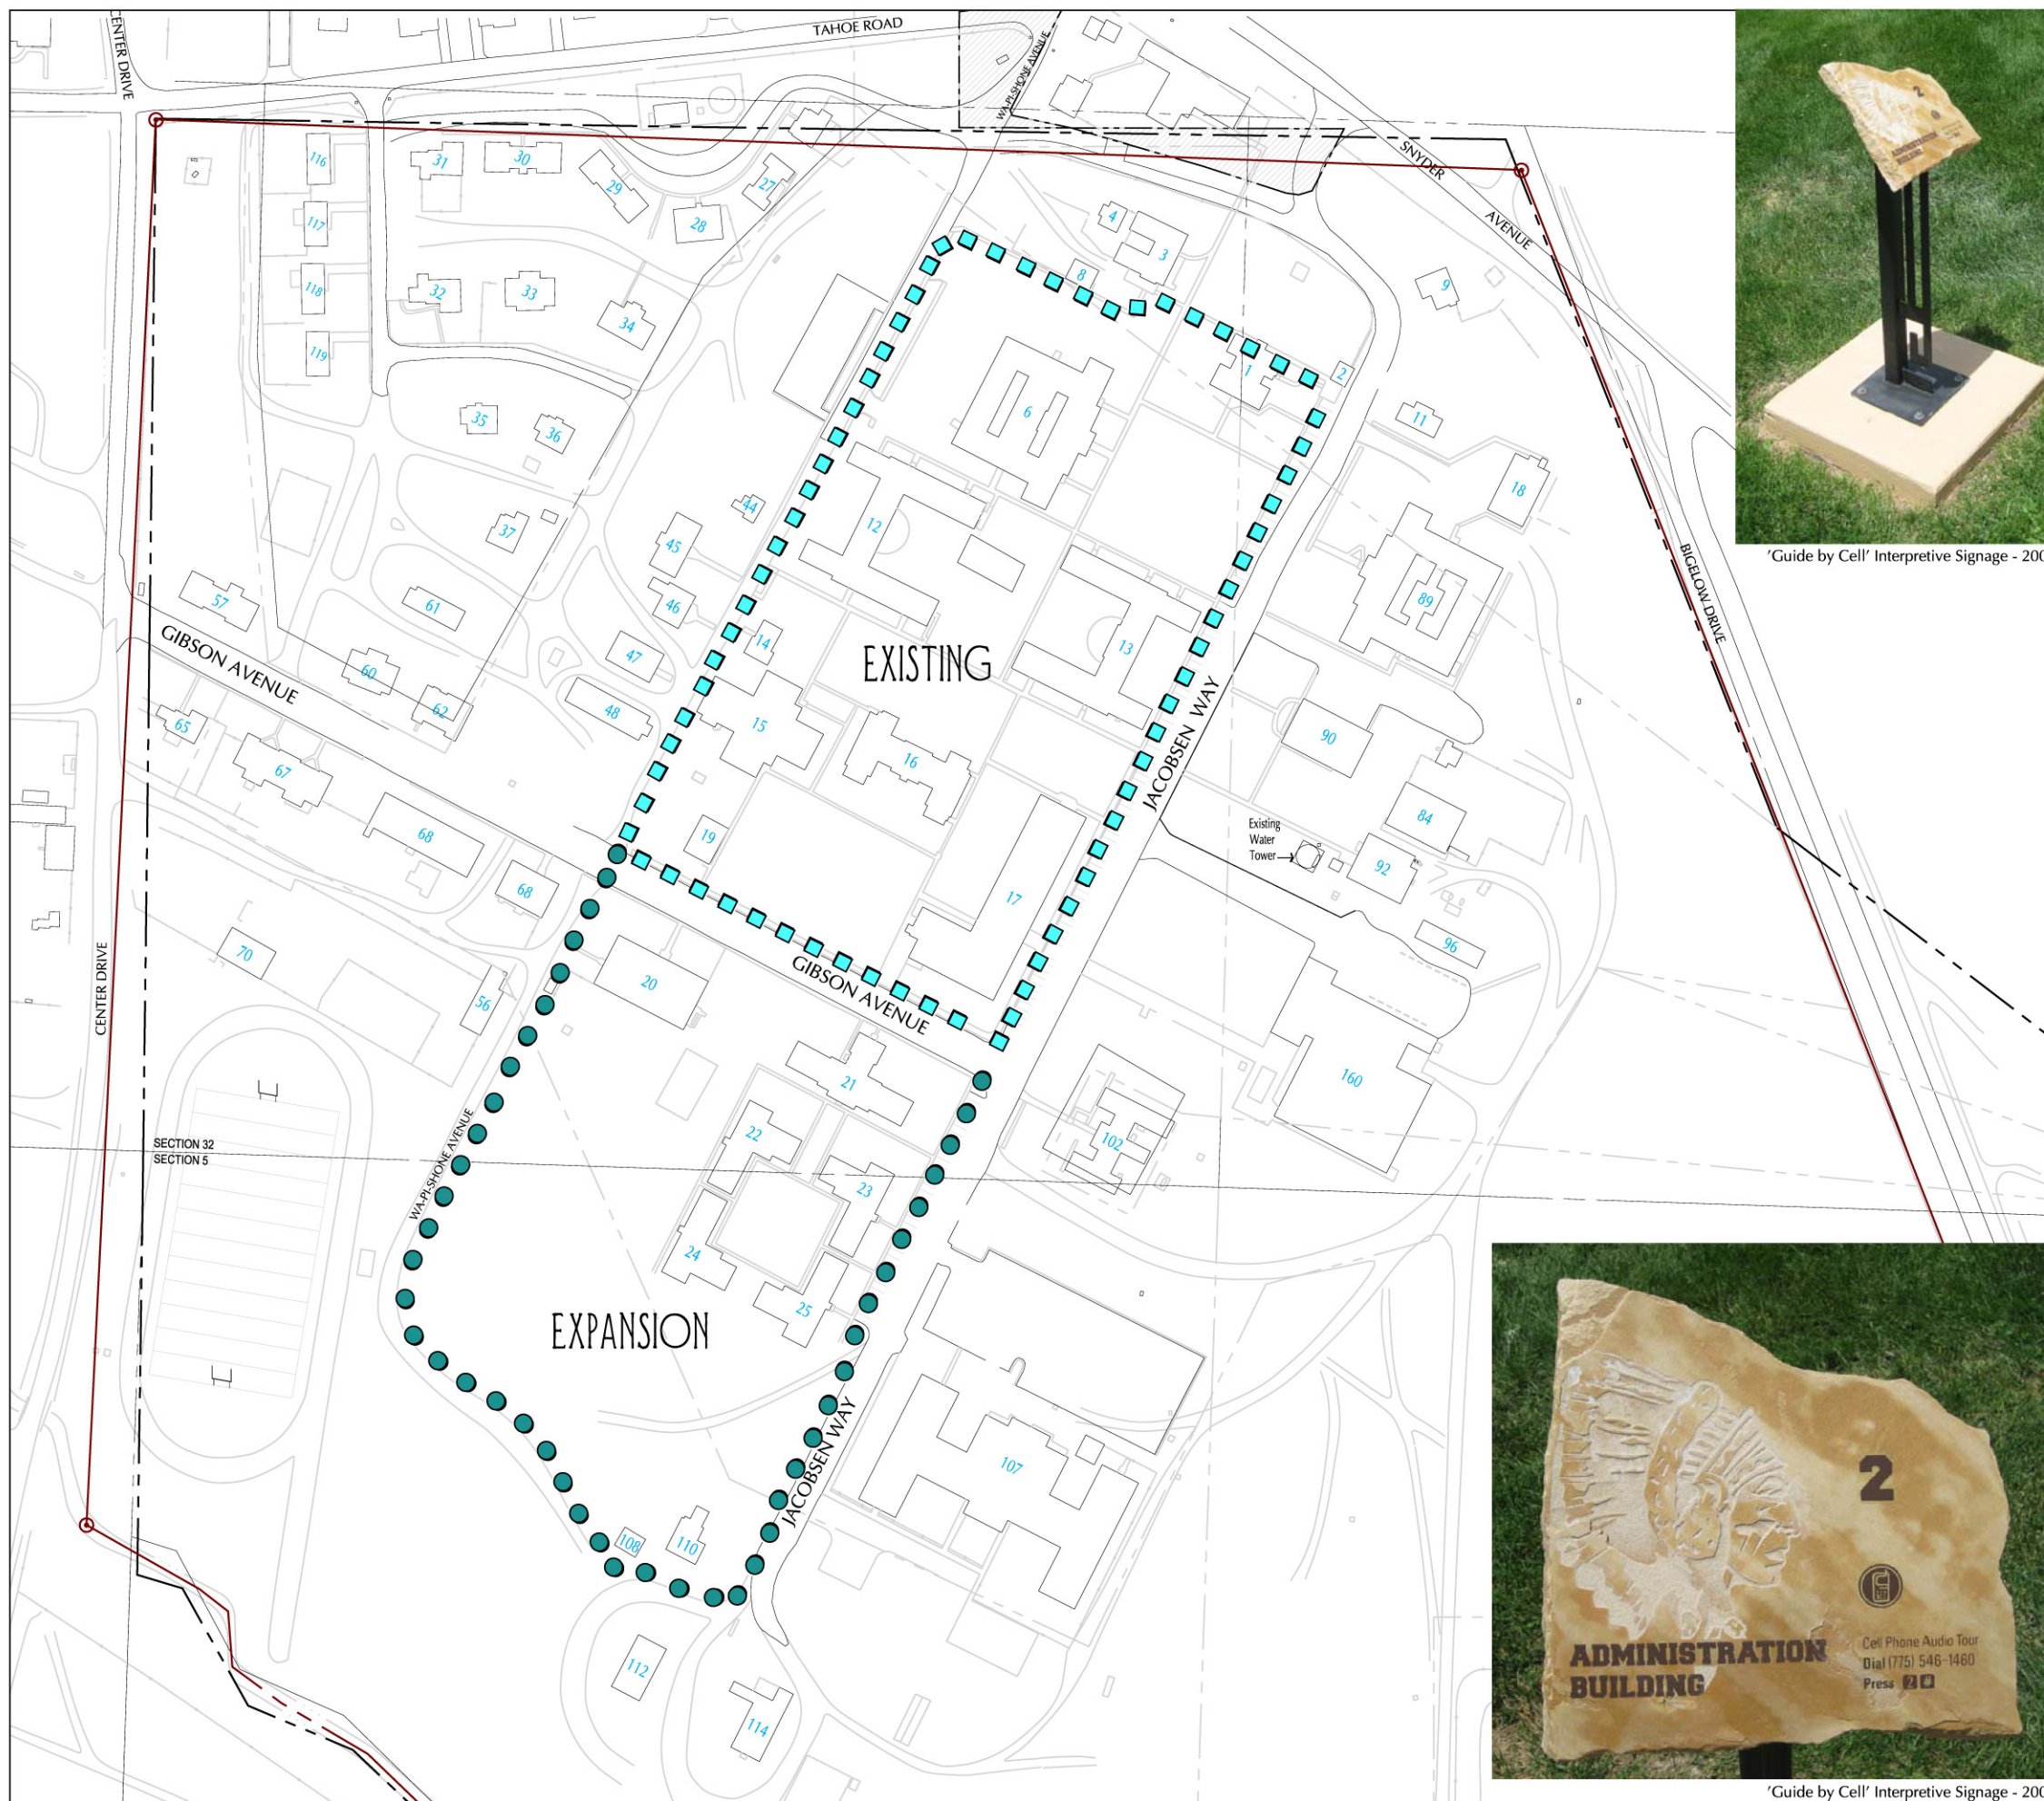 CENTER DRIVE
TAHOE ROAD
WA-PI-SHONE AVENUE
SNYDER
AVENUE
116
31
30
29
27
28
117
118
32
33
34
119
4
3
8
9
1
2
35
36
6
11
18
37
44
12
45
'Guide by Cell' Interpretive Signage - 200
2
ADMINISTRATION
BUILDING
57
61
46
14
47
EXISTING
13
89
BIGELOW DRIVE
GIBSON AVENUE
60
62
48
65
67
15
16
JACOBSEN WAY
90
68
19
84
Existing
Water
Tower
92
68
17
96
70
56
20
GIBSON AVENUE
CENTER DRIVE
21
160
22
102
SECTION 32
SECTION 5
WA-PI-SHONE AVENUE
23
24
25
EXPANSION
JACOBSEN WAY
107
108
110
112
114
2
ADMINISTRATION
BUILDING
Cell Phone Audio Tour
Dial (775) 546-1460
Press 2 #
'Guide by Cell' Interpretive Signage - 200